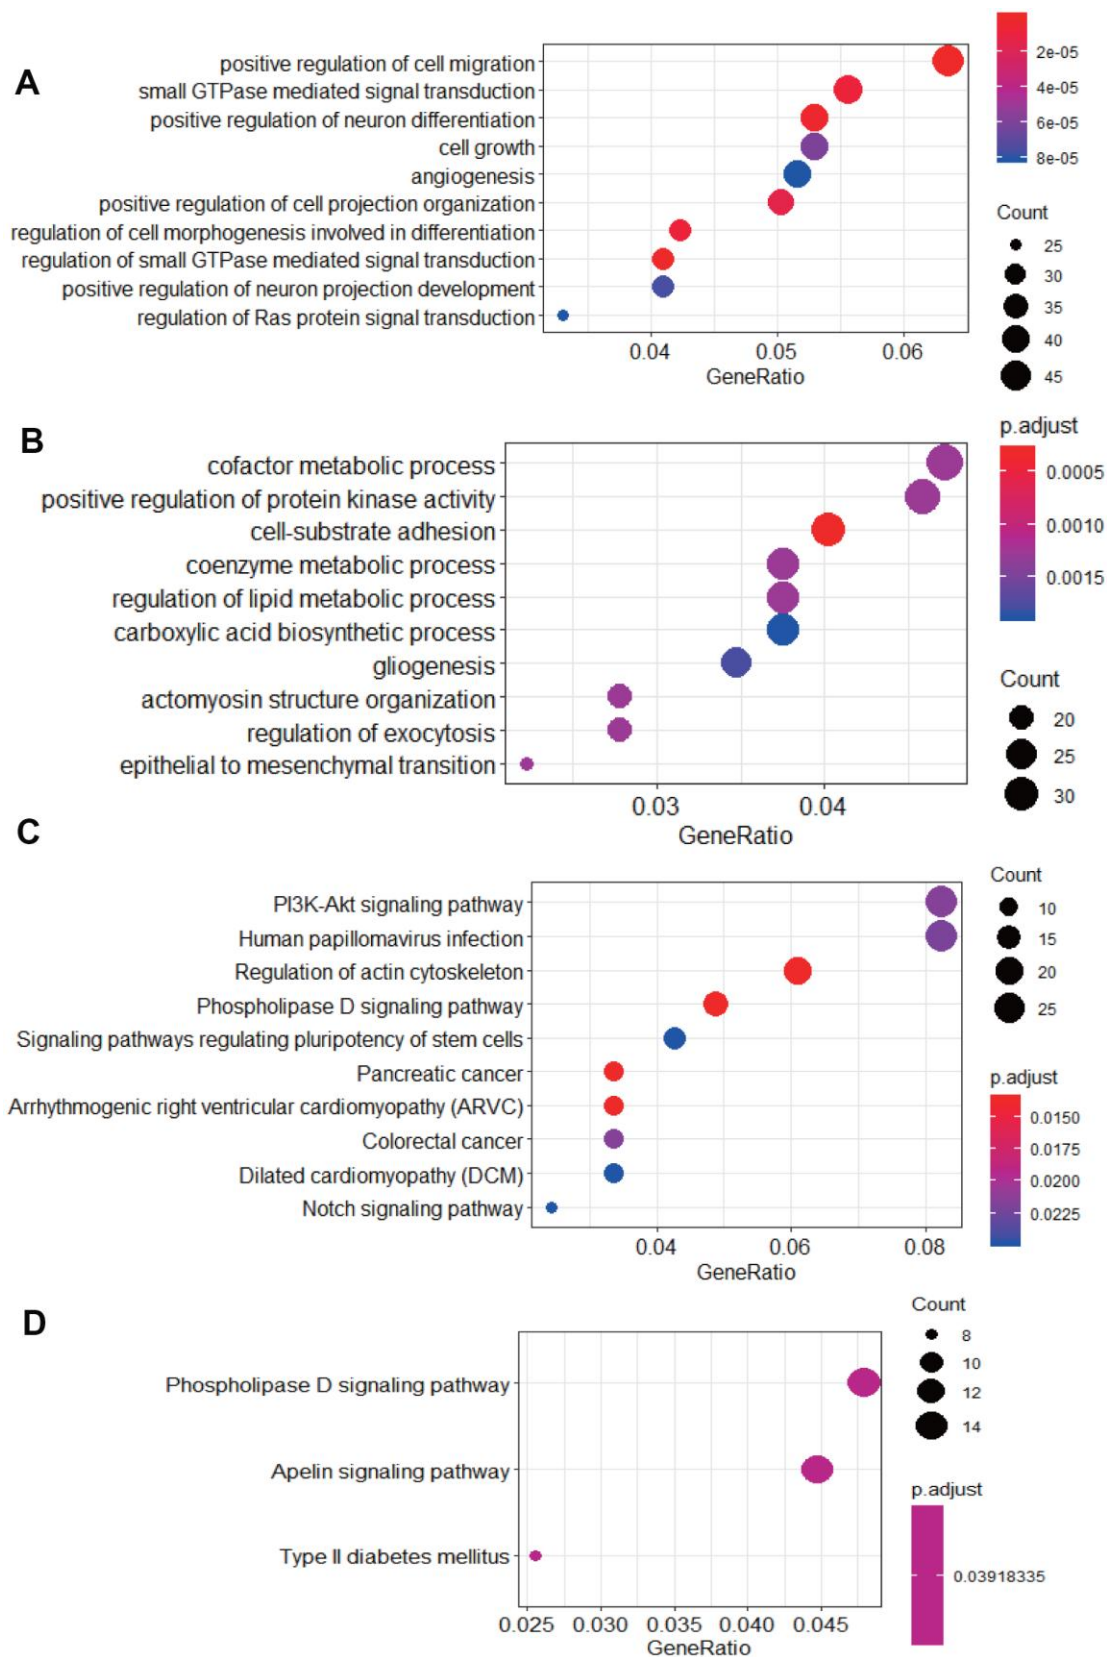 A
positive regulation of cell migration
small GTPase mediated signal transduction
positive regulation of neuron differentiation
cell growth
angiogenesis
positive regulation of cell projection organization
regulation of cell morphogenesis involved in differentiation
regulation of small GTPase mediated signal transduction
positive regulation of neuron projection development
regulation of Ras protein signal transduction
0.04 0.05 0.06
GeneRatio
2e-05
4e-05
6e-05
8e-05
Count
25
30
35
40
45
B
cofactor metabolic process
positive regulation of protein kinase activity
cell-substrate adhesion
coenzyme metabolic process
regulation of lipid metabolic process
carboxylic acid biosynthetic process
gliogenesis
actomyosin structure organization
regulation of exocytosis
epithelial to mesenchymal transition
0.03 0.04
GeneRatio
p.adjust
0.0005
0.0010
0.0015
Count
20
25
30
C
PI3K-Akt signaling pathway
Human papillomavirus infection
Regulation of actin cytoskeleton
Phospholipase D signaling pathway
Signaling pathways regulating pluripotency of stem cells
Pancreatic cancer
Arrhythmogenic right ventricular cardiomyopathy (ARVC)
Colorectal cancer
Dilated cardiomyopathy (DCM)
Notch signaling pathway
0.04 0.06 0.08
GeneRatio
Count
10
15
20
25
p.adjust
0.0150
0.0175
0.0200
0.0225
D
Phospholipase D signaling pathway
Apelin signaling pathway
Type II diabetes mellitus
0.025 0.030 0.035 0.040 0.045
GeneRatio
Count
8
10
12
14
p.adjust
0.03918335